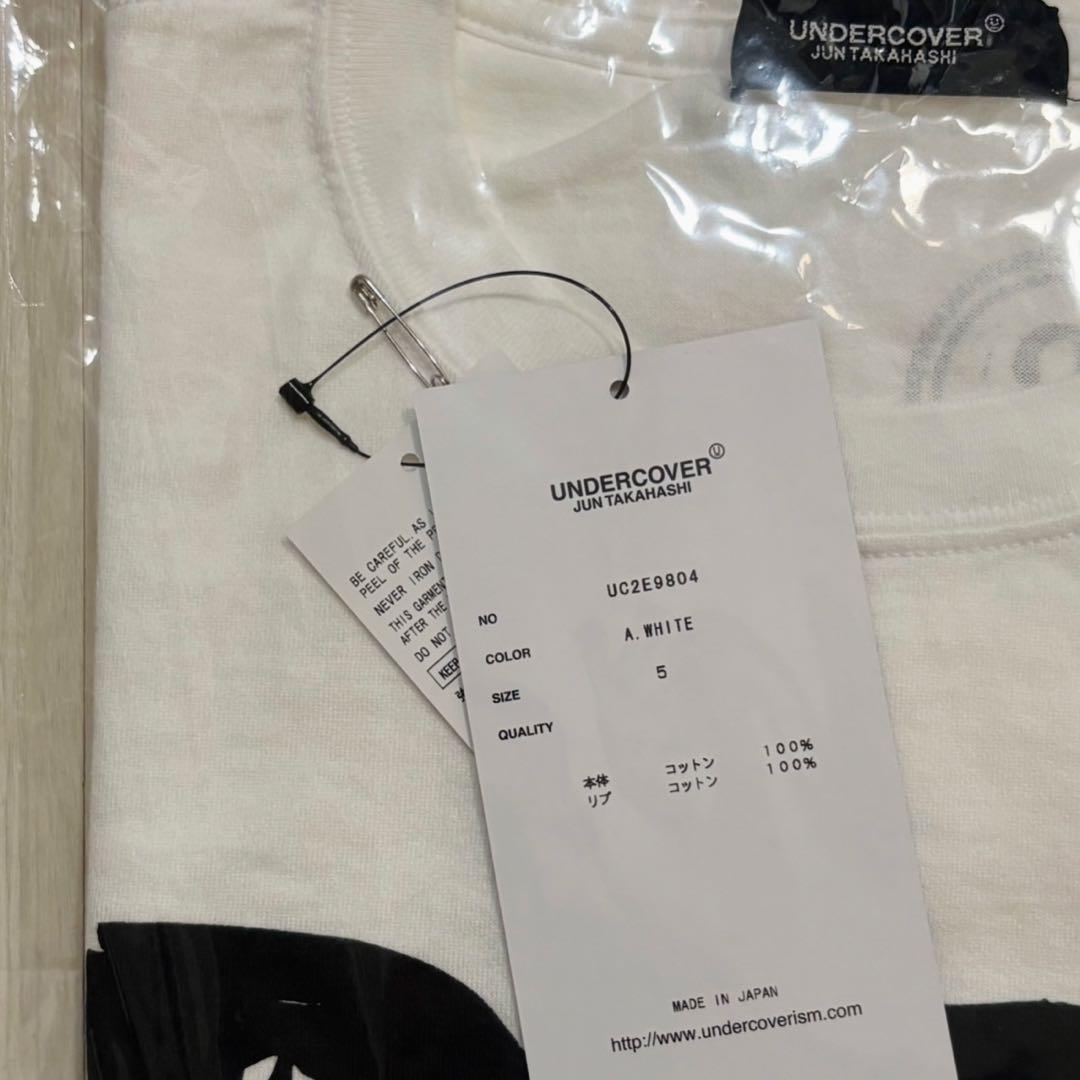 UNDERCOVER
JUN TAKAHASHI
UNDERCOVER Ⓤ
JUN TAKAHASHI
NO UC2E9804
COLOR A.WHITE
SIZE 5
QUALITY
本体 コットン 100%
リブ コットン 100%
MADE IN JAPAN
http://www.undercoverism.com
BE CAREFUL, AS
PEEL OF THE
NEVER IRON
THIS GARMENT
AFTER THE
DO NOT
KEEP